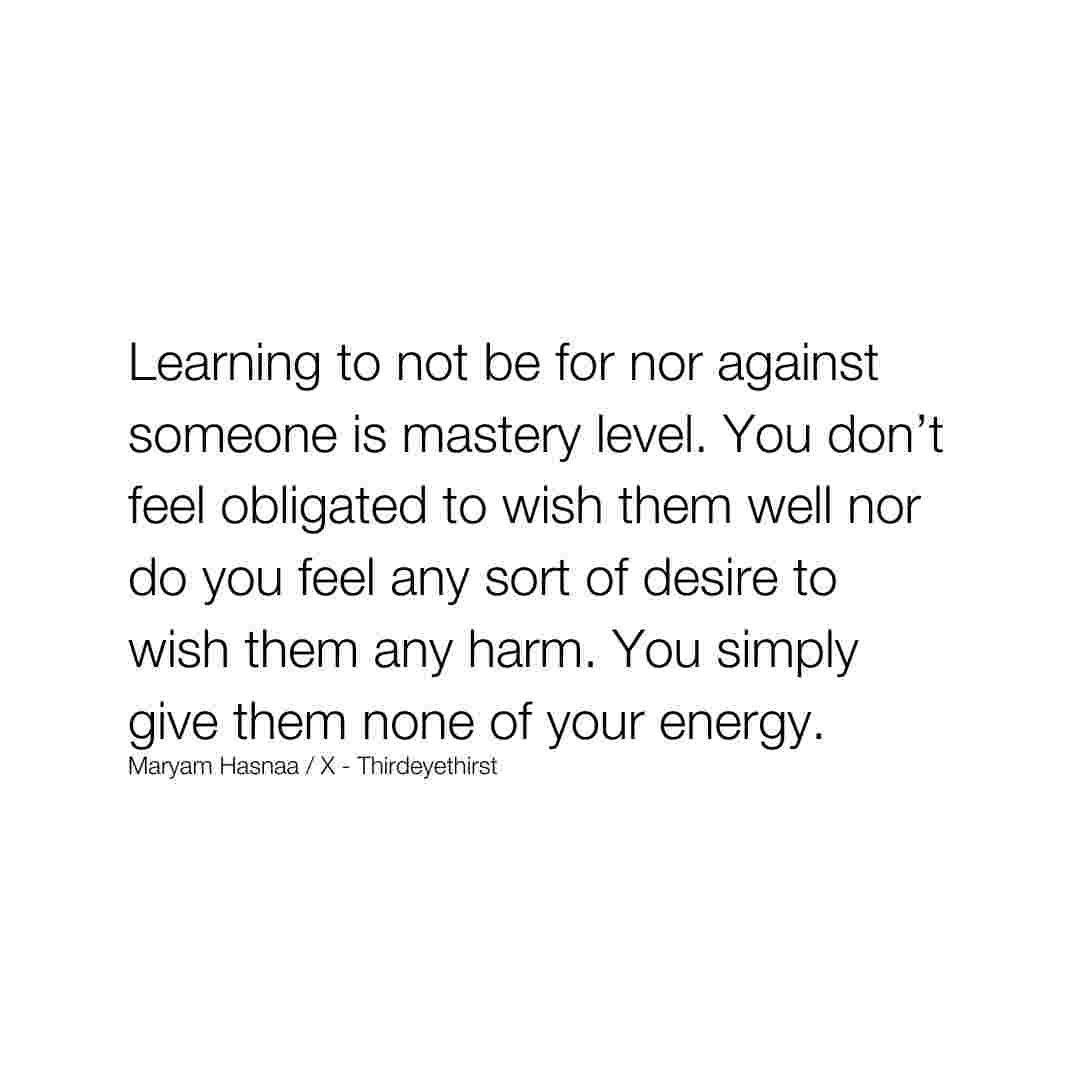 Learning to not be for nor against
someone is mastery level. You don’t
feel obligated to wish them well nor
do you feel any sort of desire to
wish them any harm. You simply
give them none of your energy.
Maryam Hasnaa / X - Thirdeyethirst